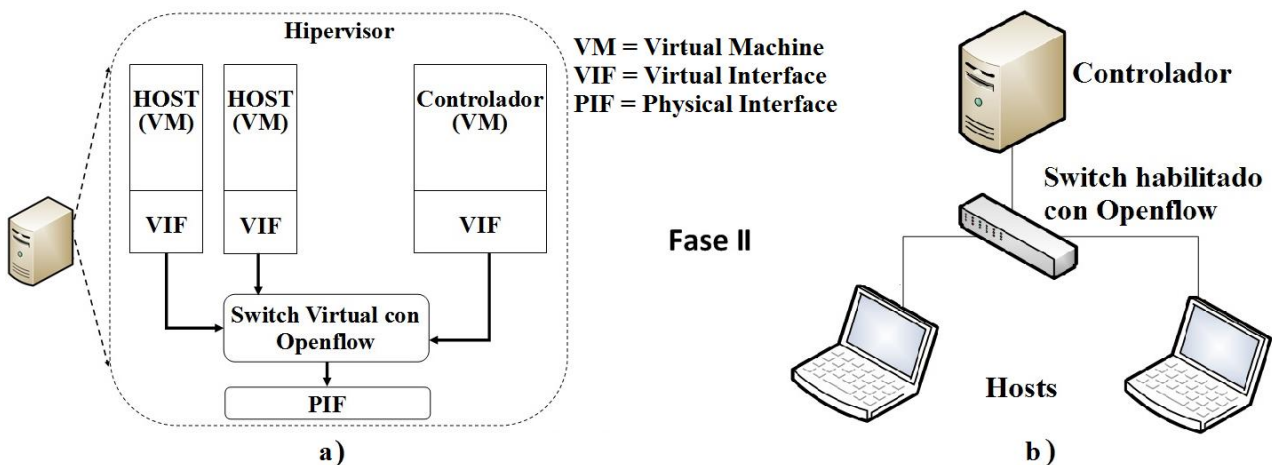 Hipervisor
HOST
(VM)
VIF
HOST
(VM)
VIF
Controlador
(VM)
VIF
Switch Virtual con
Openflow
PIF
a)
VM = Virtual Machine
VIF = Virtual Interface
PIF = Physical Interface
Fase II
Controlador
Switch habilitado
con Openflow
Hosts
b)